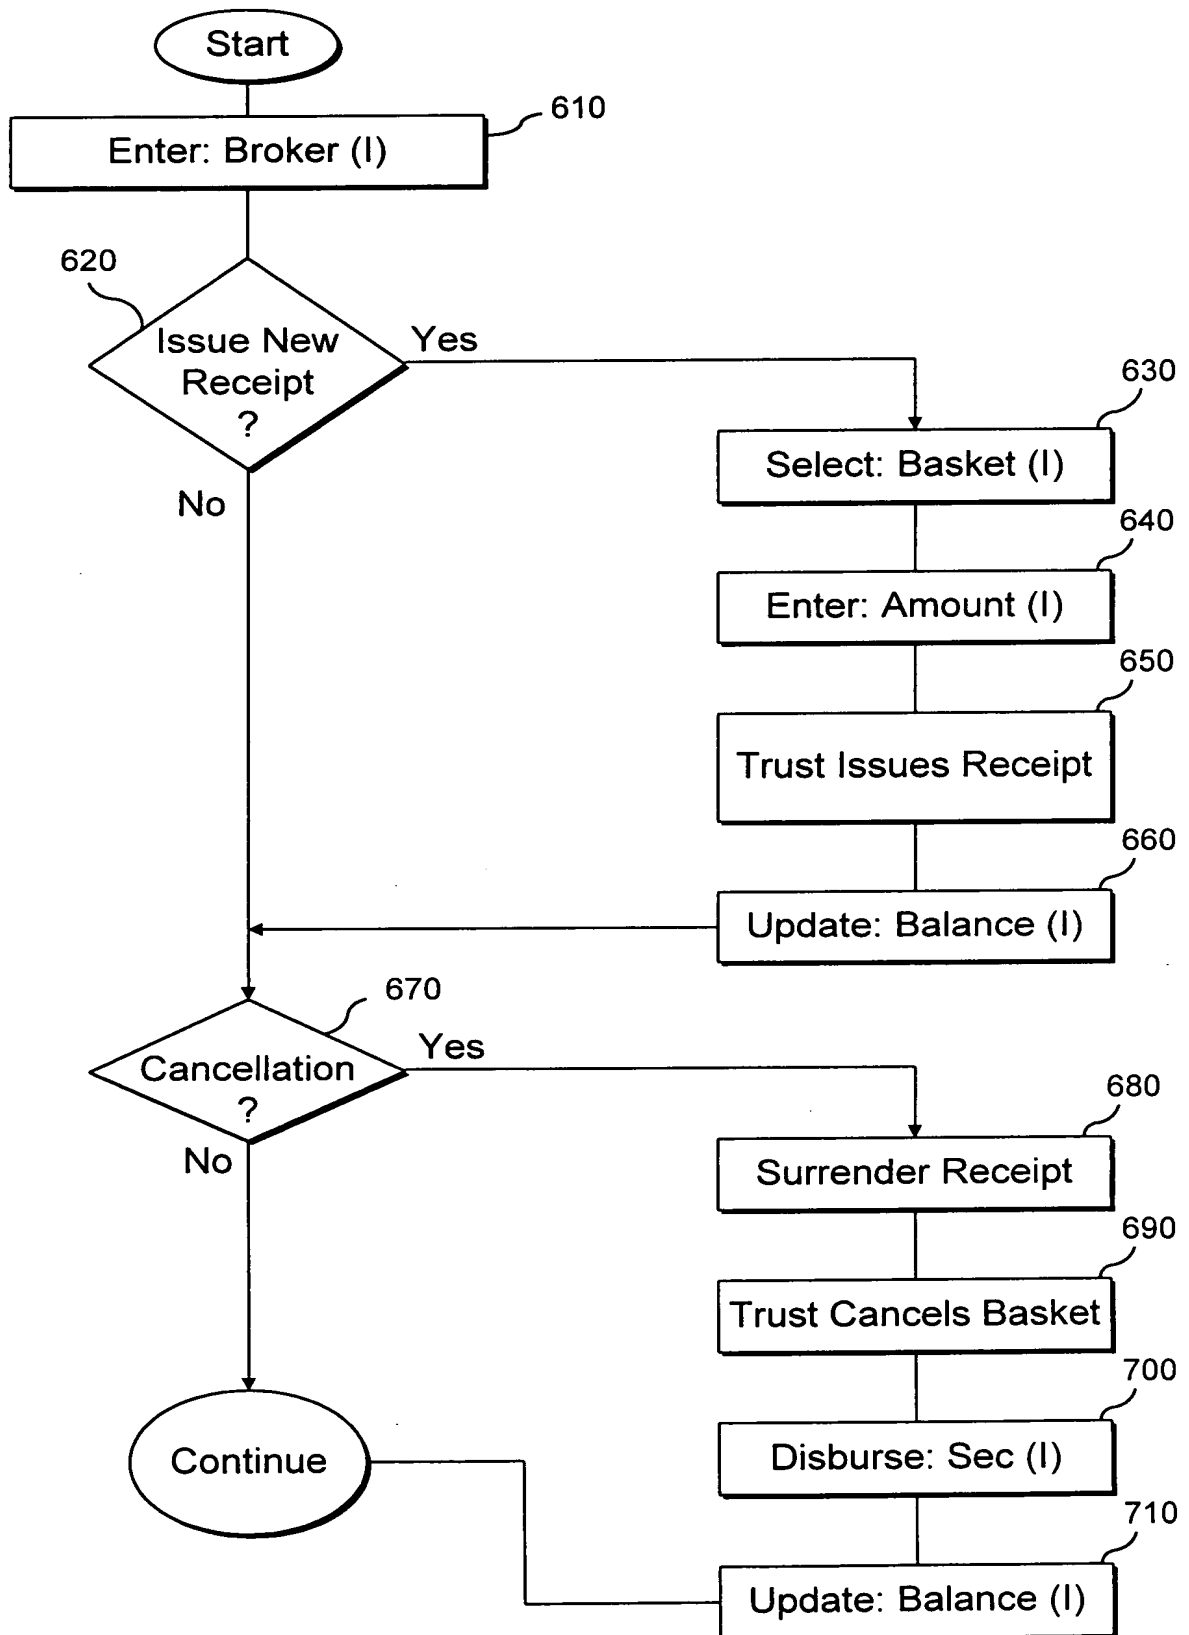 Start
610
Enter: Broker (I)
620
Issue New
Receipt
?
Yes
No
630
Select: Basket (I)
640
Enter: Amount (I)
650
Trust Issues Receipt
660
Update: Balance (I)
670
Cancellation
?
Yes
No
680
Surrender Receipt
690
Trust Cancels Basket
700
Disburse: Sec (I)
Continue
710
Update: Balance (I)